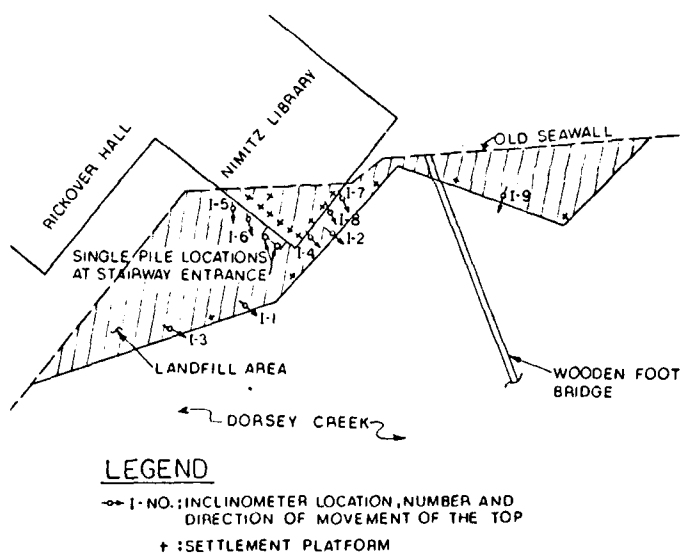 RICKOVER HALL
NIMITZ LIBRARY
OLD SEAWALL
I-5
I-7
I-9
I-8
I-6
I-2
I-4
SINGLE PILE LOCATIONS
AT STAIRWAY ENTRANCE
I-1
I-3
LANDFILL AREA
WOODEN FOOT
BRIDGE
DORSEY CREEK
LEGEND
I-NO.: INCLINOMETER LOCATION, NUMBER AND
DIRECTION OF MOVEMENT OF THE TOP
: SETTLEMENT PLATFORM